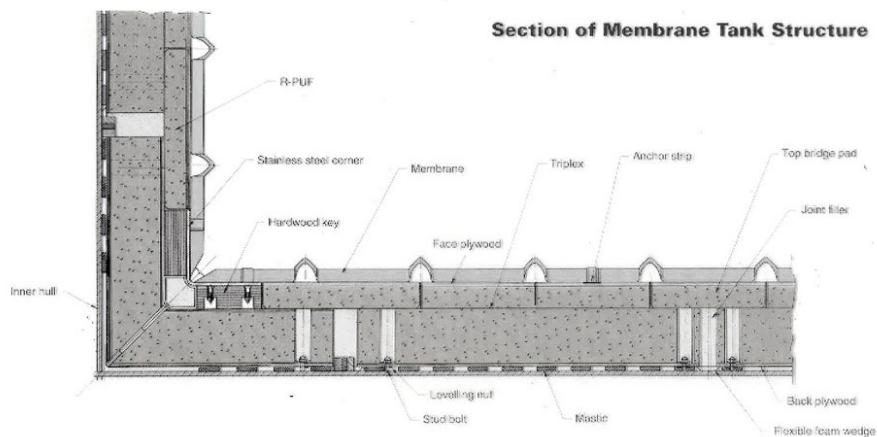 Section of Membrane Tank Structure
R-PUF
Stainless steel corner
Membrane
Triplex
Anchor strip
Top bridge pad
Hardwood key
Joint filler
Face plywood
Inner hull
Levelling nut
Stud bolt
Mastic
Back plywood
Flexible foam wedge